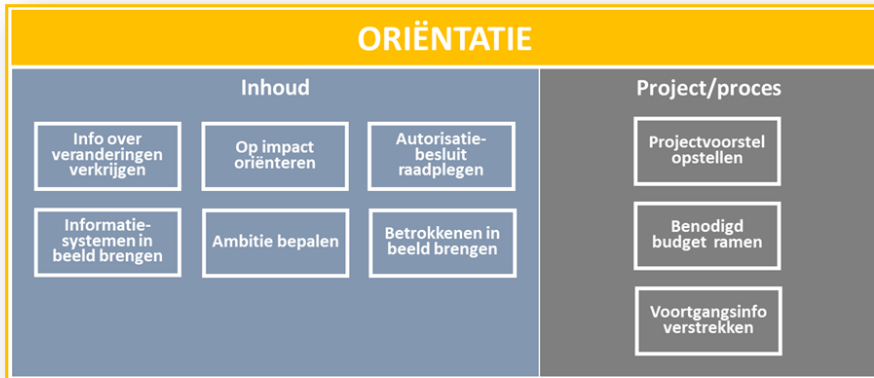 ORIËNTATIE
Inhoud
Info over
veranderingen
verkrijgen
Op impact
oriënteren
Autorisatie-
besluit
raadplegen
Informatie-
systemen in
beeld brengen
Ambitie bepalen
Betrokkenen in
beeld brengen
Project/proces
Projectvoorstel
opstellen
Benodigd
budget ramen
Voortgangsinfo
verstrekken